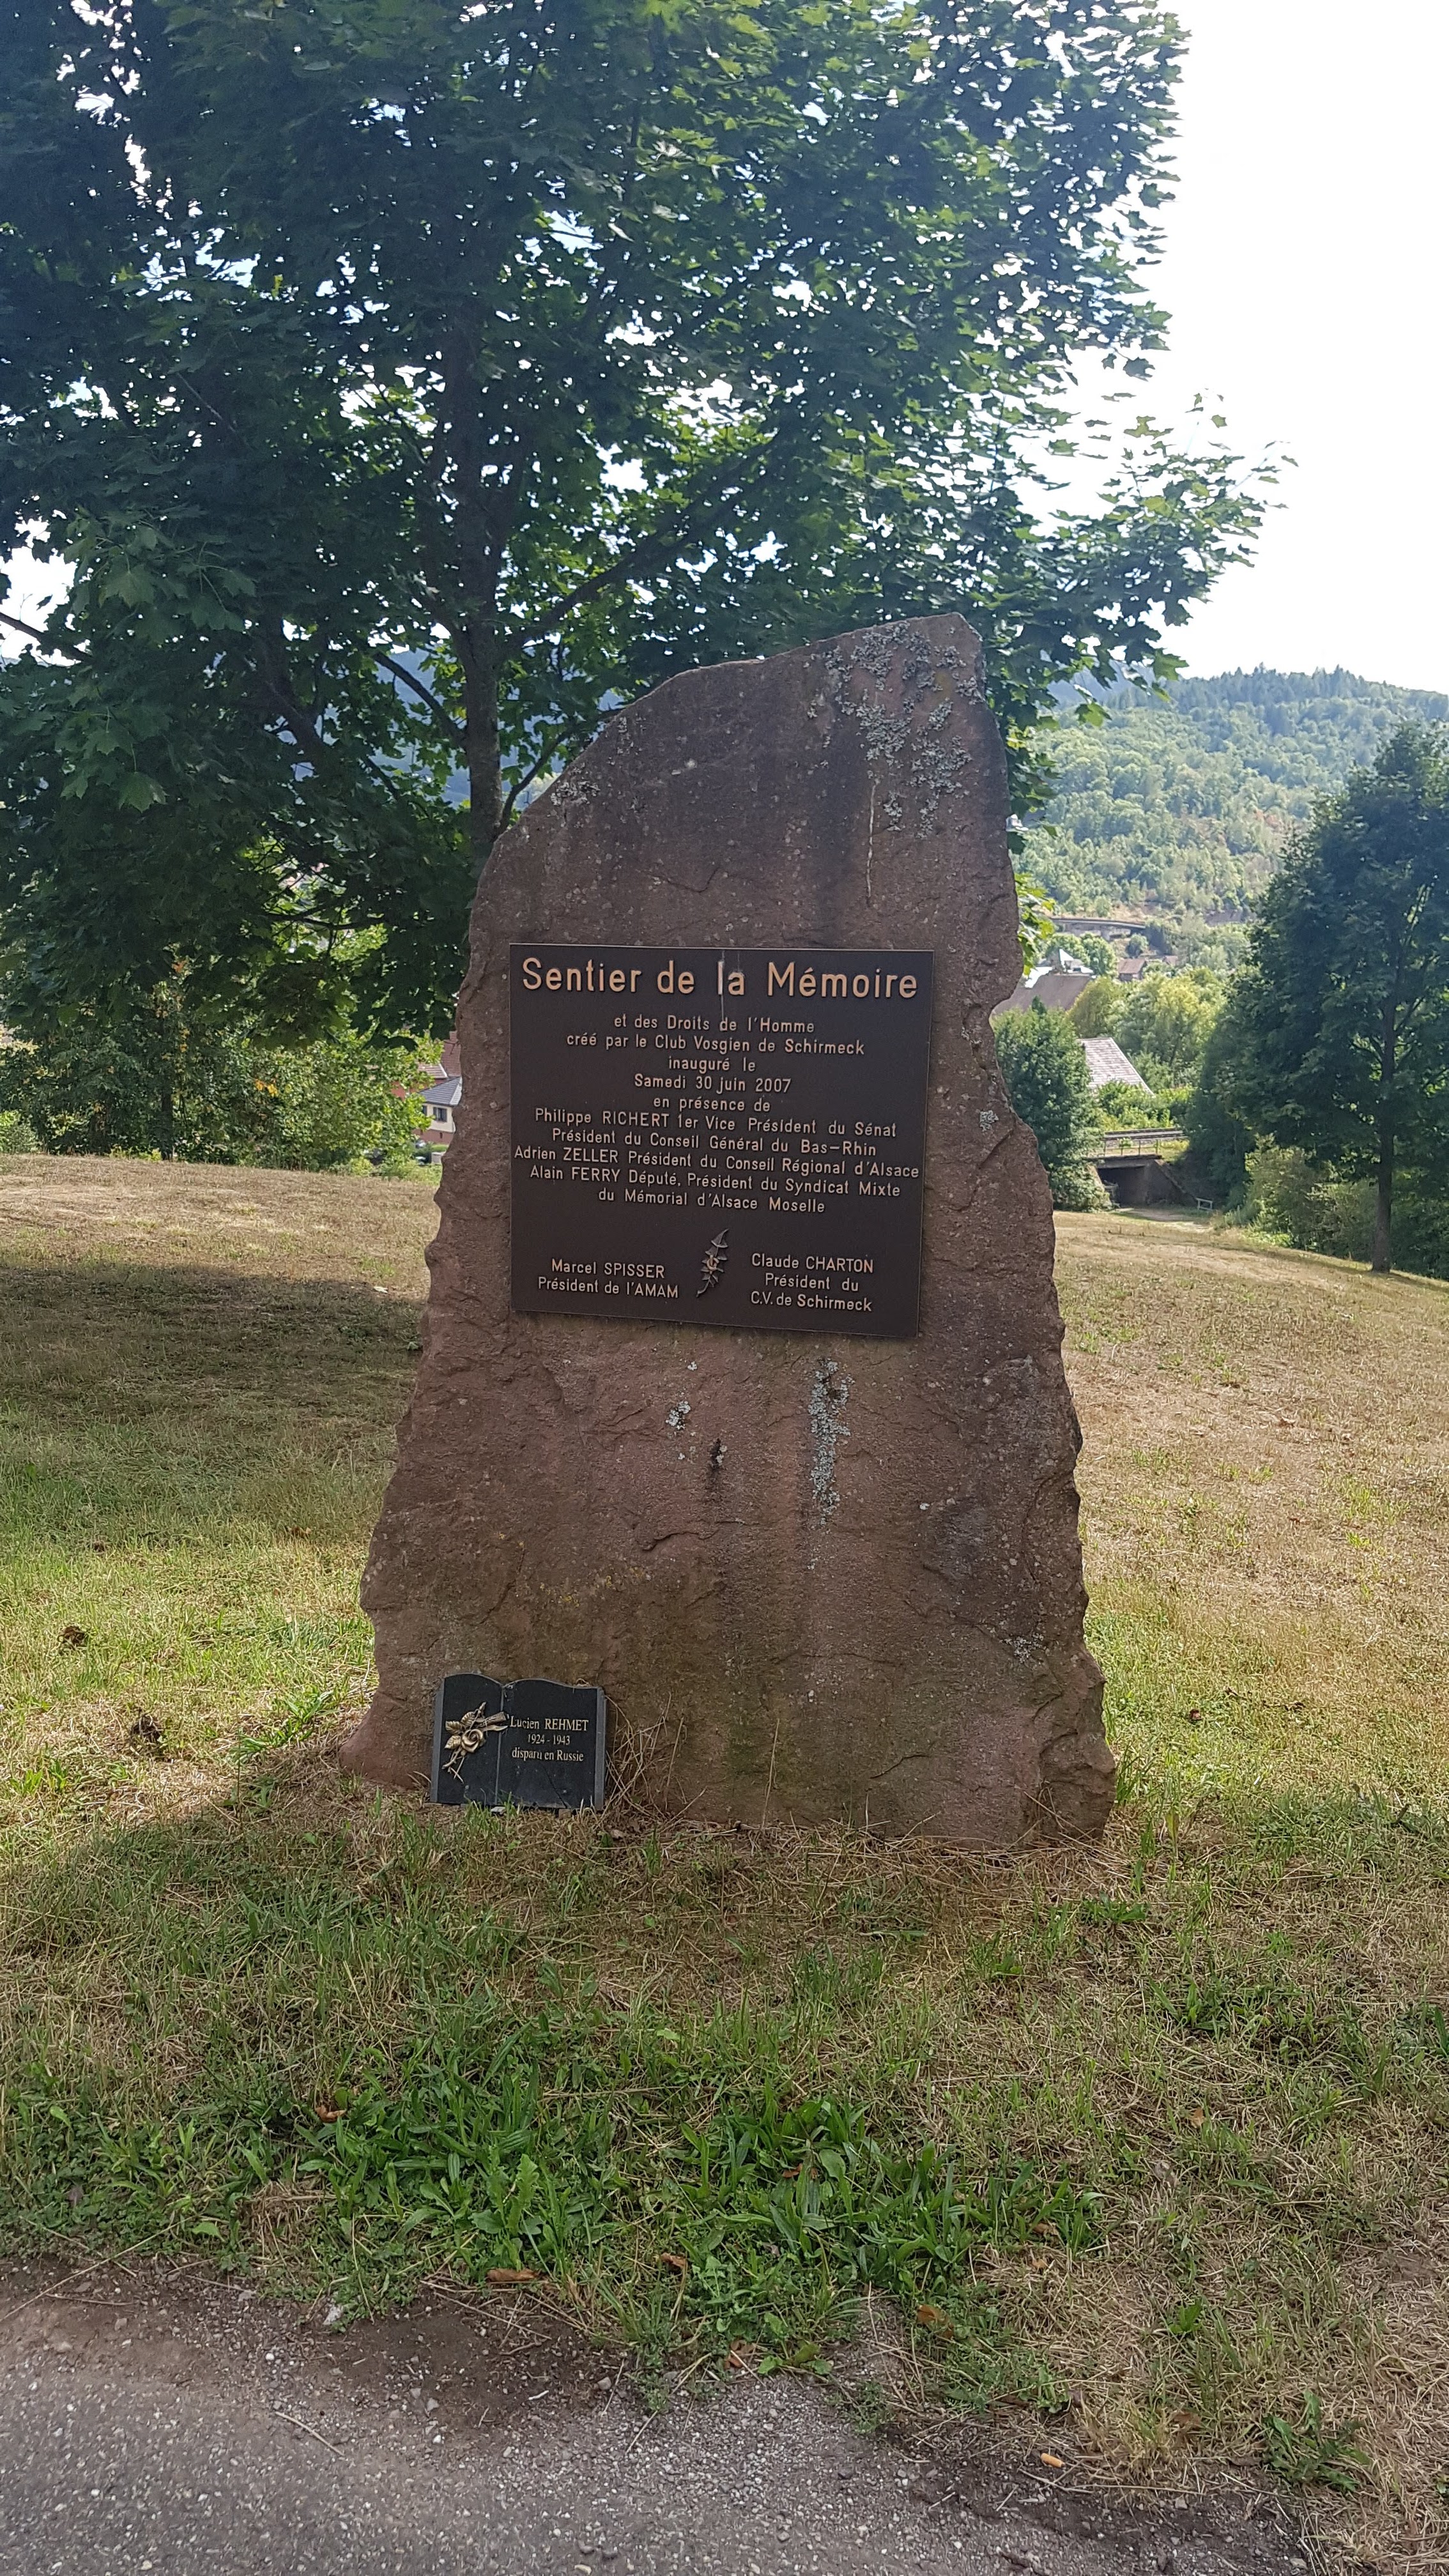 Sentier de la Mémoire
et des Droits de l'Homme
créé par le Club Vosgien de Schirmeck
inauguré le
Samedi 30 juin 2007
en présence de
Philippe RICHERT 1er Vice Président du Sénat
Président du Conseil Général du Bas-Rhin
Adrien ZELLER Président du Conseil Régional d'Alsace
Alain FERRY Député, Président du Syndicat Mixte
du Mémorial d'Alsace Moselle
Marcel SPISSER
Président de l'AMAM
Claude CHARTON
Président du
C.V. de Schirmeck
Lucien REHMET
1924 - 1943
disparu en Russie